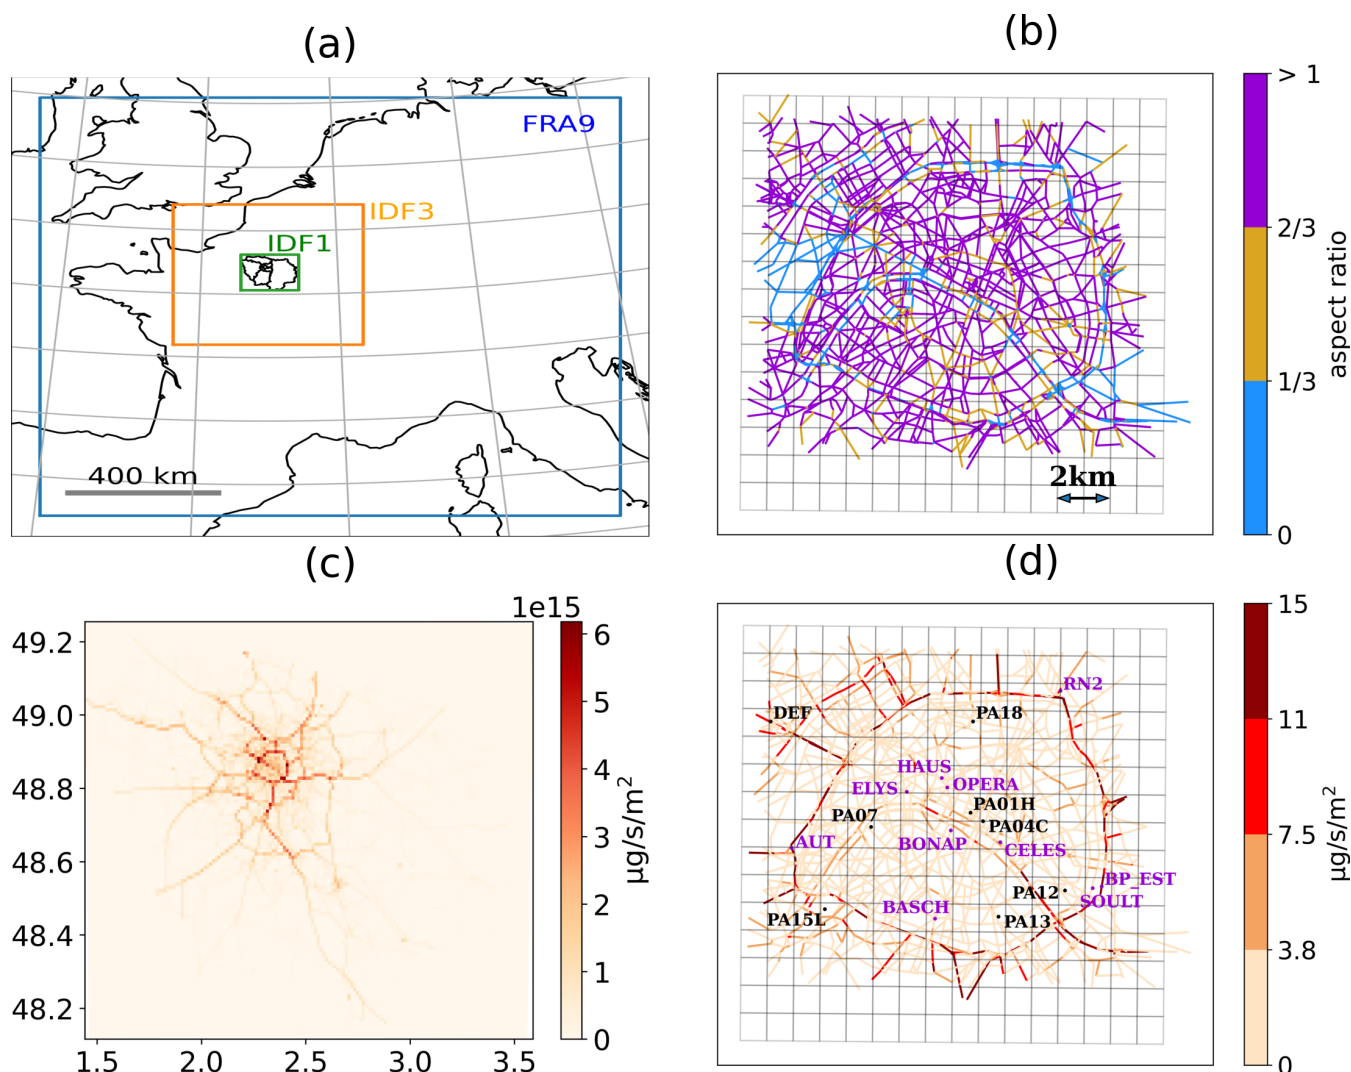 (a)
FRA9
IDF3
IDF1
400 km
(b)
> 1
2/3
1/3
0
aspect ratio
2km
(c)
1e15
49.2
49.0
48.8
48.6
48.4
48.2
1.5
2.0
2.5
3.0
3.5
6
5
4
3
2
1
0
µg/s/m²
(d)
RN2
DEF
PA18
HAUS
OPERA
ELYS
PA01H
PA07
PA04C
AUT
BONAP
CELES
BP_EST
PA12
SOULT
BASCH
PA15L
PA13
15
11
7.5
3.8
0
µg/s/m²